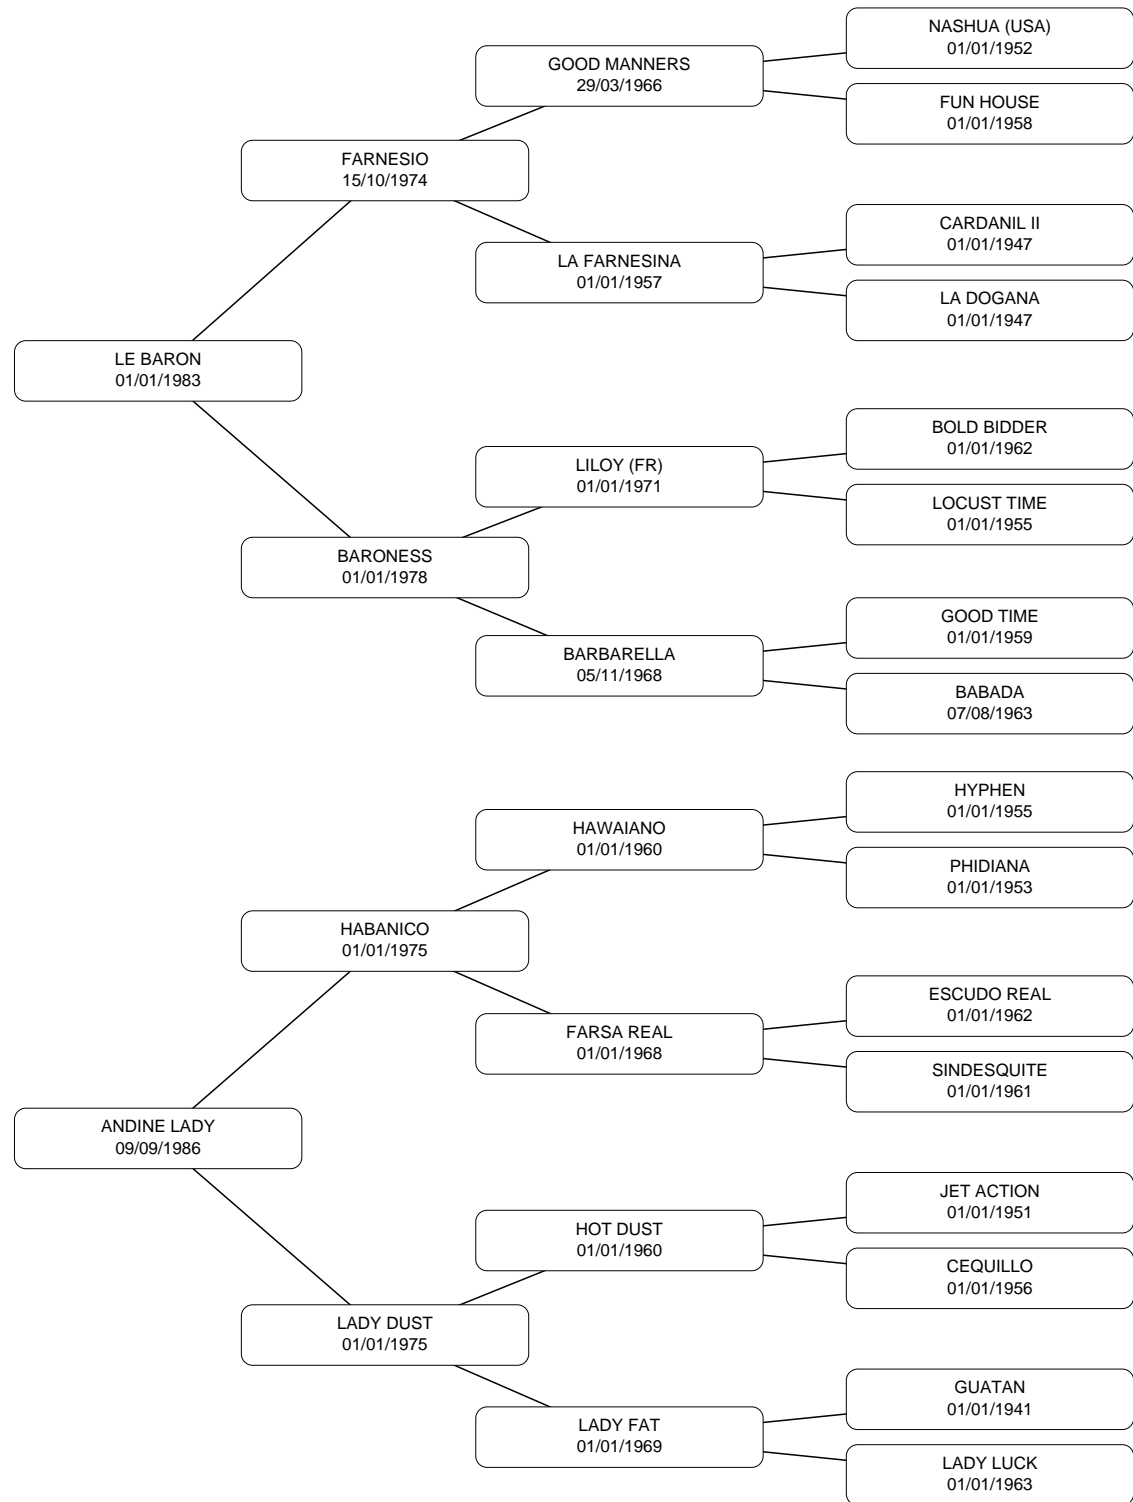 NASHUA (USA)
01/01/1952
GOOD MANNERS
29/03/1966
FUN HOUSE
01/01/1958
FARNESIO
15/10/1974
CARDANIL II
01/01/1947
LA FARNESINA
01/01/1957
LA DOGANA
01/01/1947
LE BARON
01/01/1983
BOLD BIDDER
01/01/1962
LILOY (FR)
01/01/1971
LOCUST TIME
01/01/1955
BARONESS
01/01/1978
GOOD TIME
01/01/1959
BARBARELLA
05/11/1968
BABADA
07/08/1963
HYPHEN
01/01/1955
HAWAIANO
01/01/1960
PHIDIANA
01/01/1953
HABANICO
01/01/1975
ESCUDO REAL
01/01/1962
FARSA REAL
01/01/1968
SINDESQUITE
01/01/1961
ANDINE LADY
09/09/1986
JET ACTION
01/01/1951
HOT DUST
01/01/1960
CEQUILLO
01/01/1956
LADY DUST
01/01/1975
GUATAN
01/01/1941
LADY FAT
01/01/1969
LADY LUCK
01/01/1963